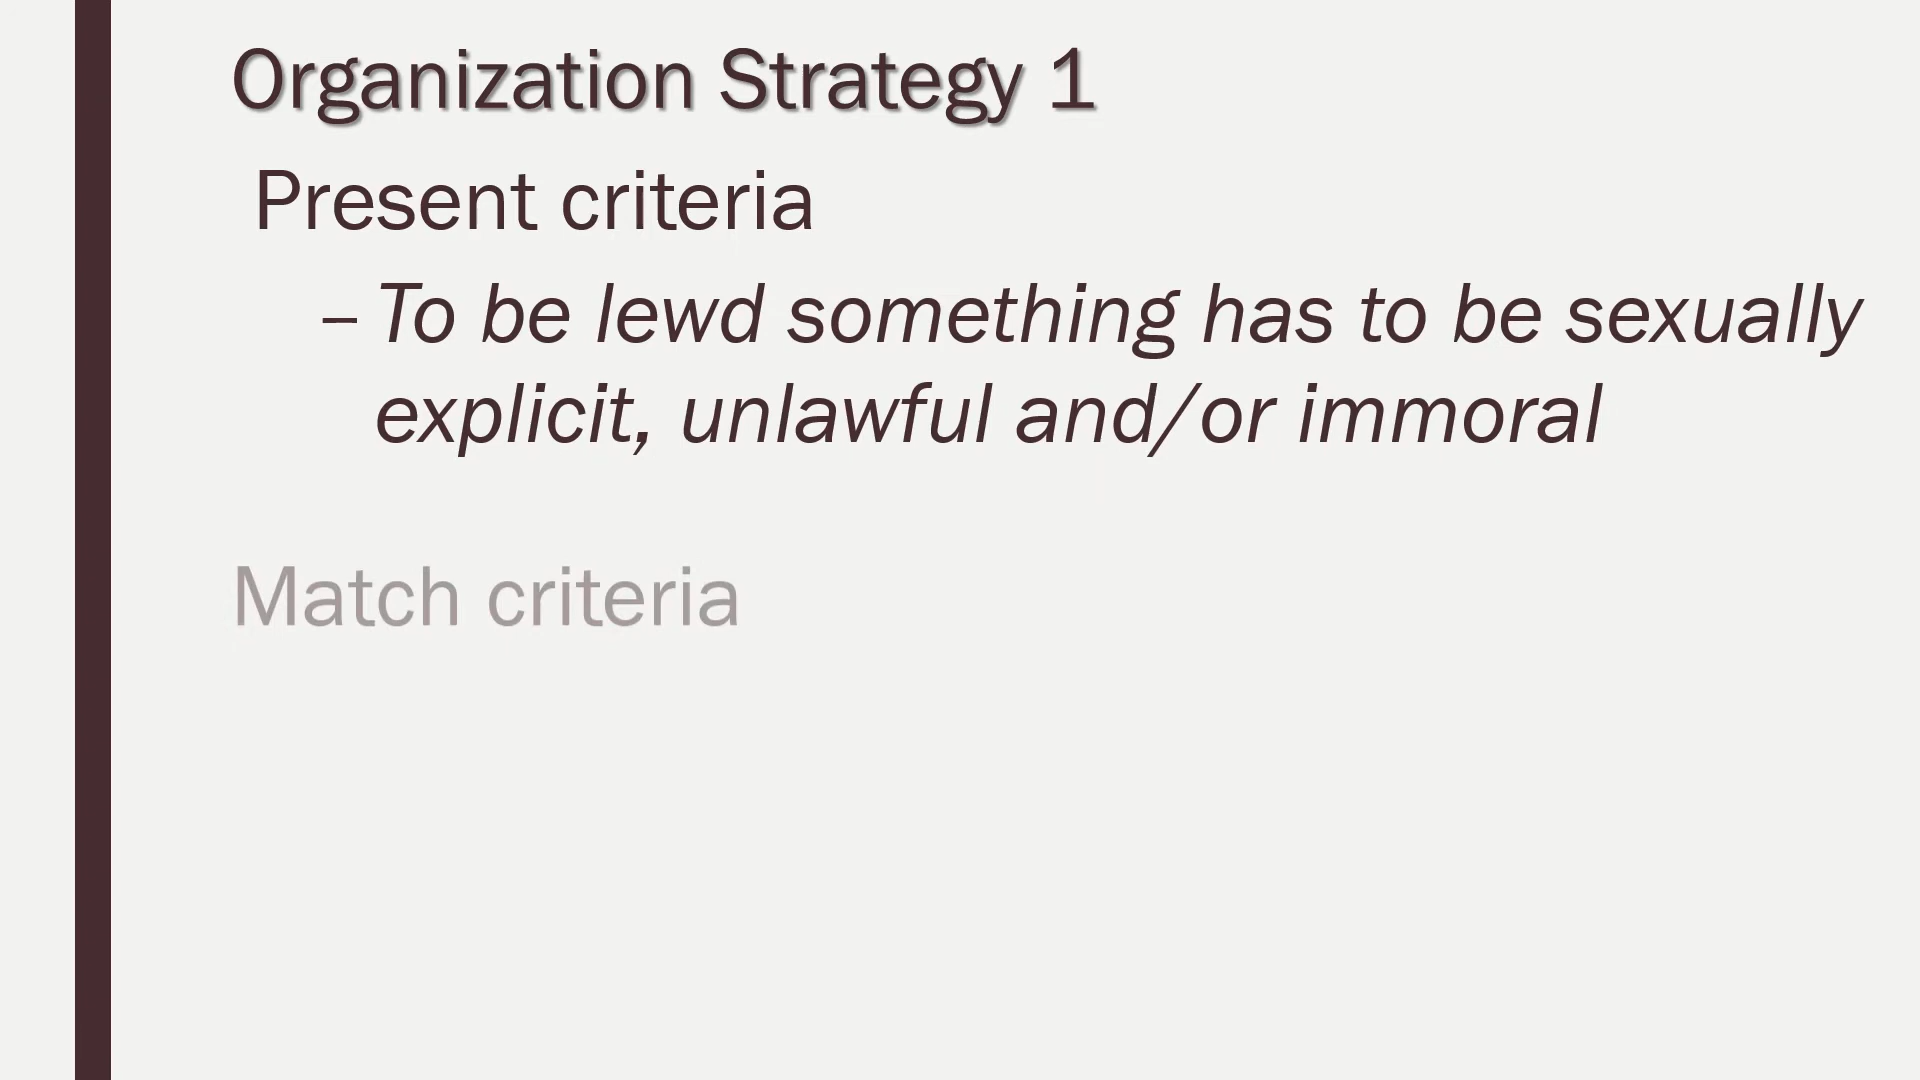 Organization Strategy 1
Present criteria
– To be lewd something has to be sexually
explicit, unlawful and/or immoral
Match criteria